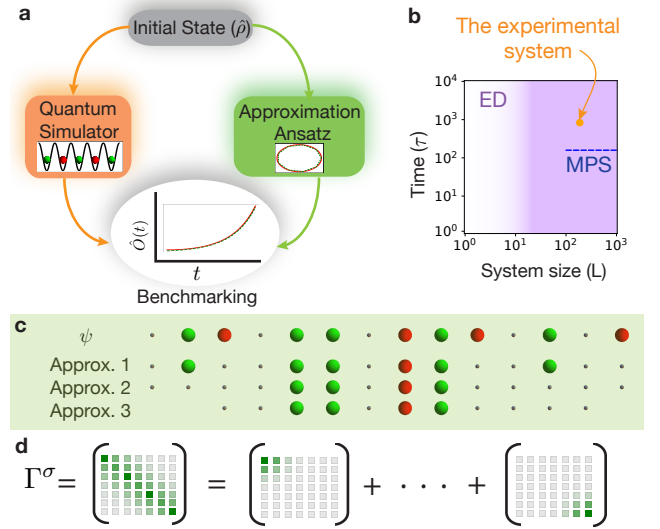 a
Initial State (ρ̂)
Quantum
Simulator
Approximation
Ansatz
Ô(t)
t
Benchmarking
b
The experimental
system
ED
MPS
Time (τ)
10⁴
10³
10²
10¹
10⁰
10⁰ 10¹ 10² 10³
System size (L)
c
ψ
Approx. 1
Approx. 2
Approx. 3
d
Γ^σ = ( ) = ( ) + · · · + ( )